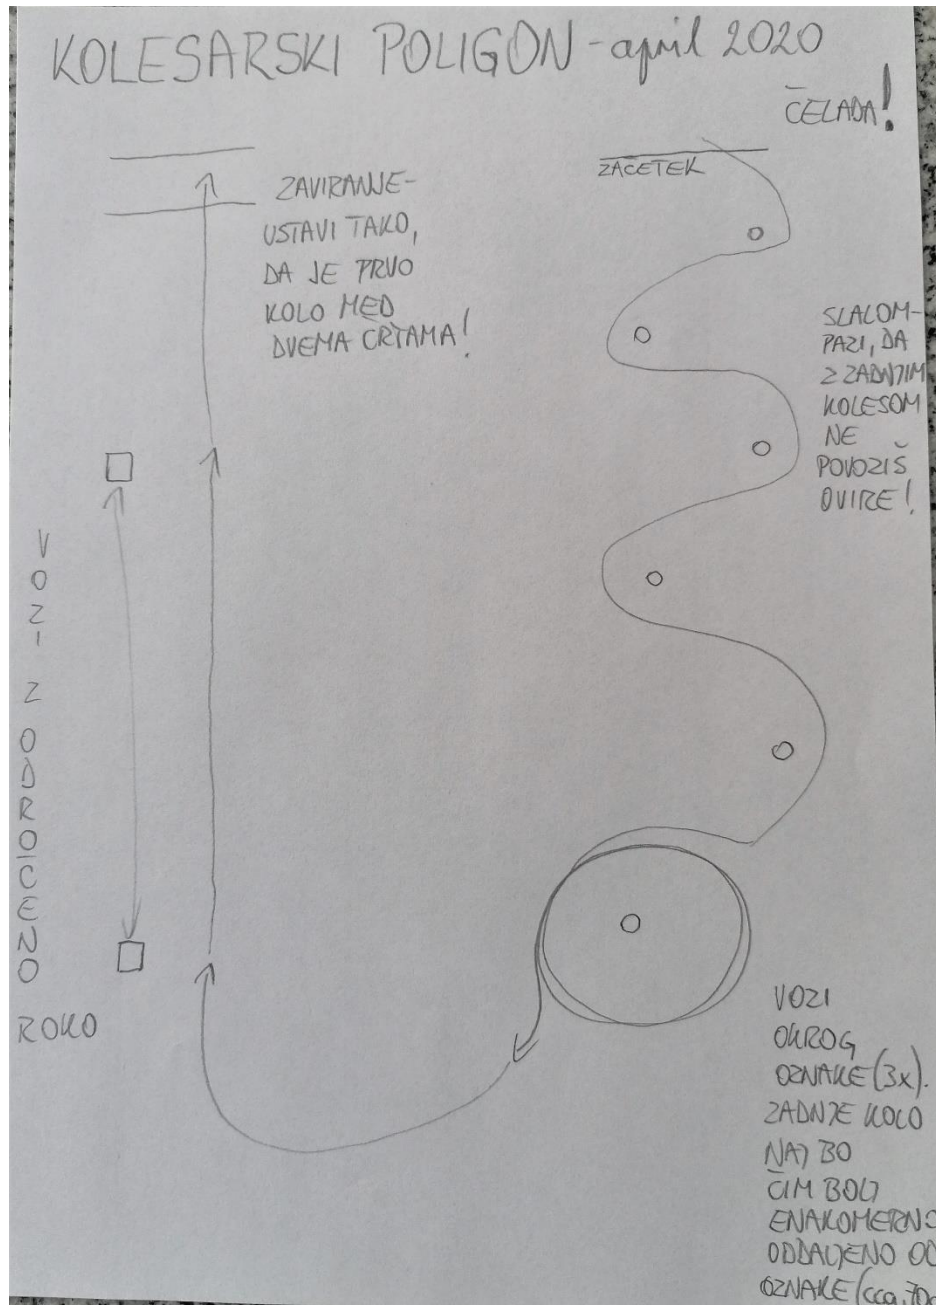 KOLESARSKI POLIGON - april 2020
ČELADA!
ZAČETEK
ZAVIRANJE-
USTAVI TAKO,
DA JE PRVO
KOLO MED
DVEMA ČRTAMA!
SLALOM-
PAZI, DA
Z ZADNJIM
KOLESOM
NE
POVOZIŠ
OVIRE!
VOZI Z ODROČENO
ROKO
VOZI
OKROG
OZNAKE (3x).
ZADNJE KOLO
NAJ BO
ČIM BOLJ
ENAKOMERNO
ODDALJENO OD
OZNAKE (cca. 70